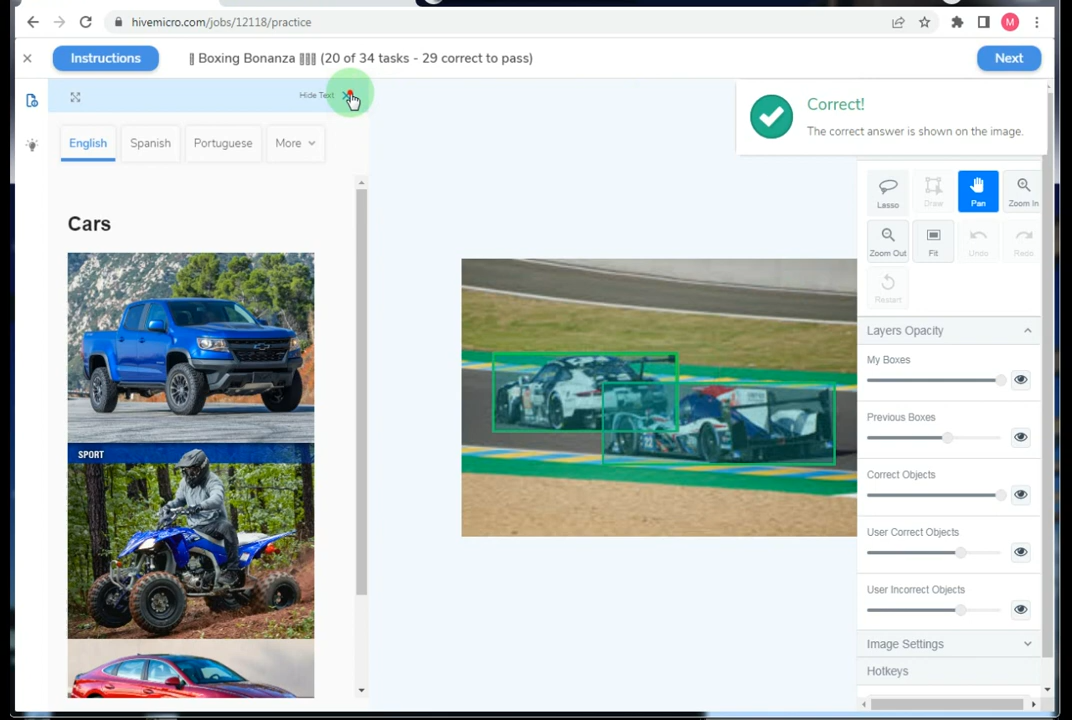 hivemicro.com/jobs/12118/practice
M
Instructions
Boxing Bonanza (20 of 34 tasks - 29 correct to pass)
Next
Hide Text
Correct!
The correct answer is shown on the image.
English
Spanish
Portuguese
More
Cars
SPORT
Lasso
Draw
Pan
Zoom In
Zoom Out
Fit
Undo
Redo
Restart
Layers Opacity
My Boxes
Previous Boxes
Correct Objects
User Correct Objects
User Incorrect Objects
Image Settings
Hotkeys